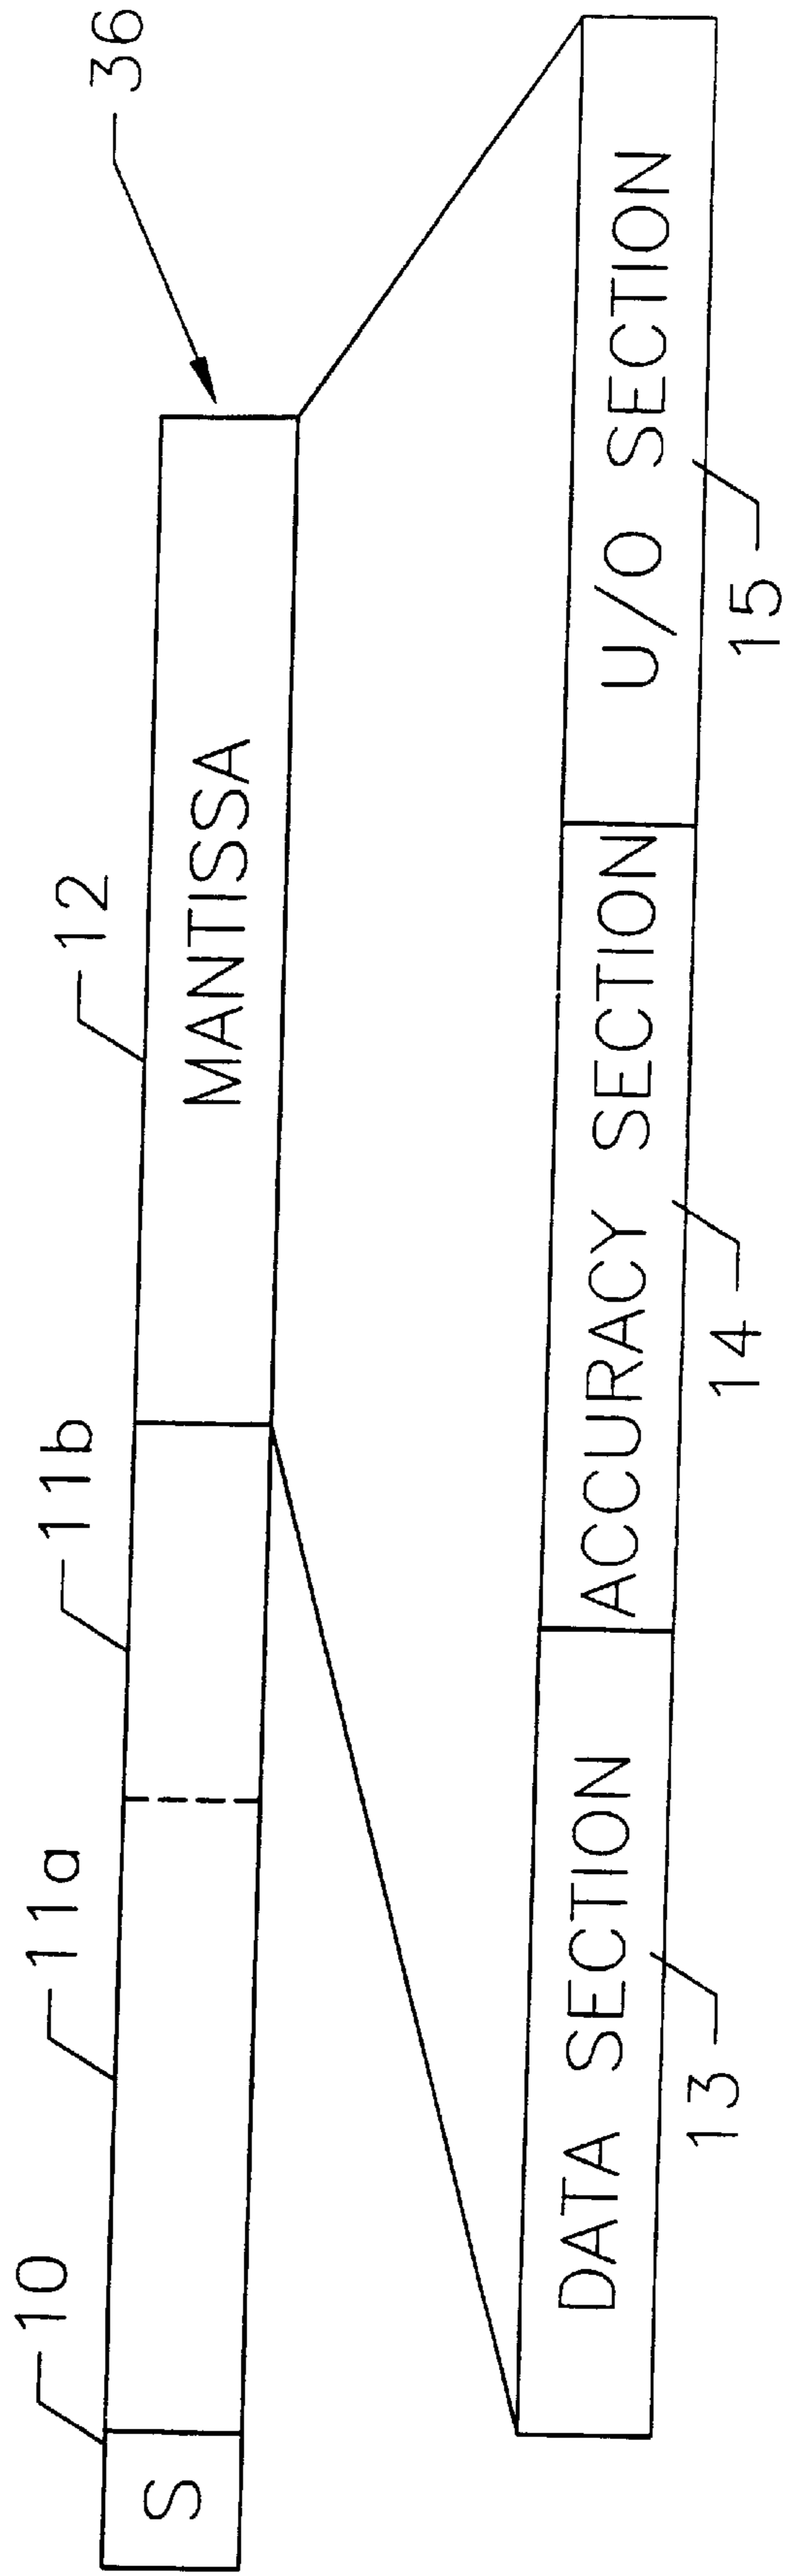 10
11a
11b
12
36
S
MANTISSA
DATA SECTION
ACCURACY SECTION
U/O SECTION
13
14
15